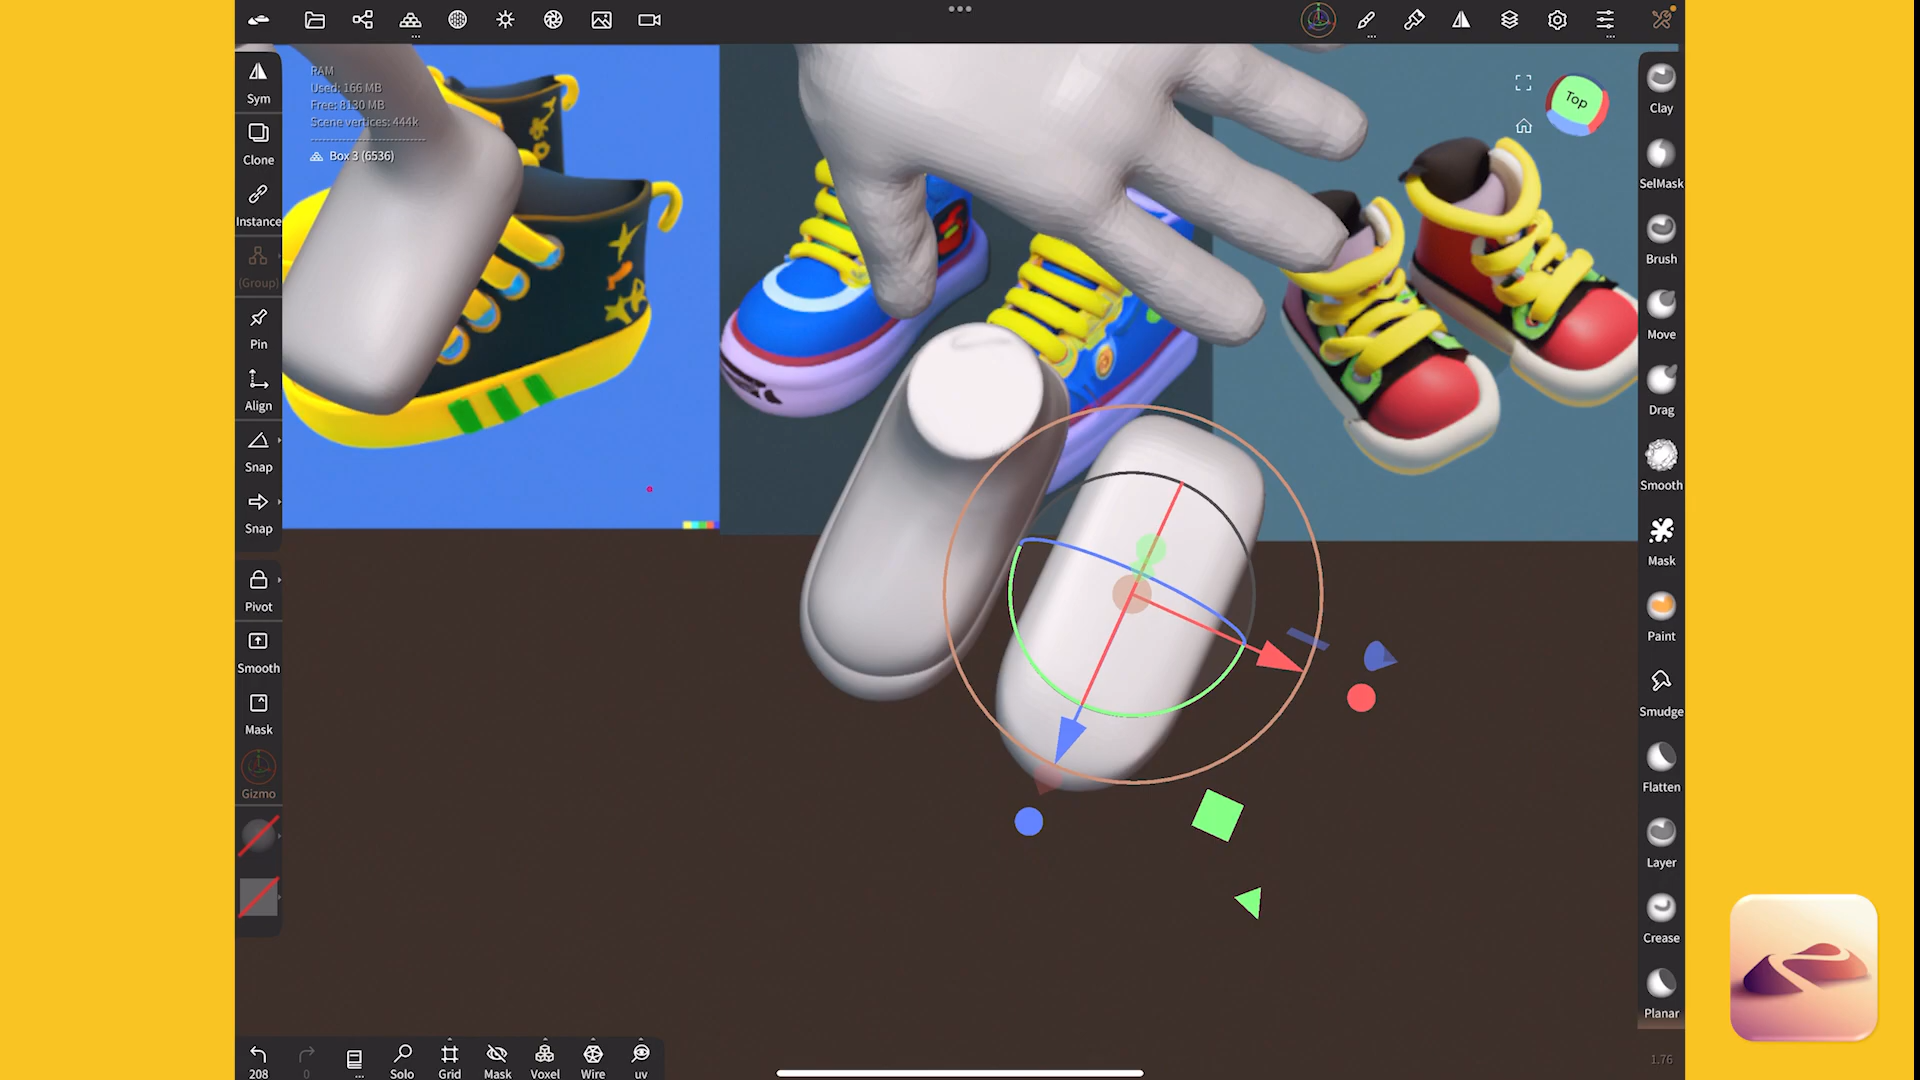 Sym
Clone
Instance
(Group)
Pin
Align
Snap
Snap
Pivot
Smooth
Mask
Gizmo
RAM
Used: 166 MB
Free: 8130 MB
Scene vertices: 444k
Box 3 (6536)
Top
Clay
SelMask
Brush
Move
Drag
Smooth
Mask
Paint
Smudge
Flatten
Layer
Crease
Planar
1.76
208
0
Solo
Grid
Mask
Voxel
Wire
uv